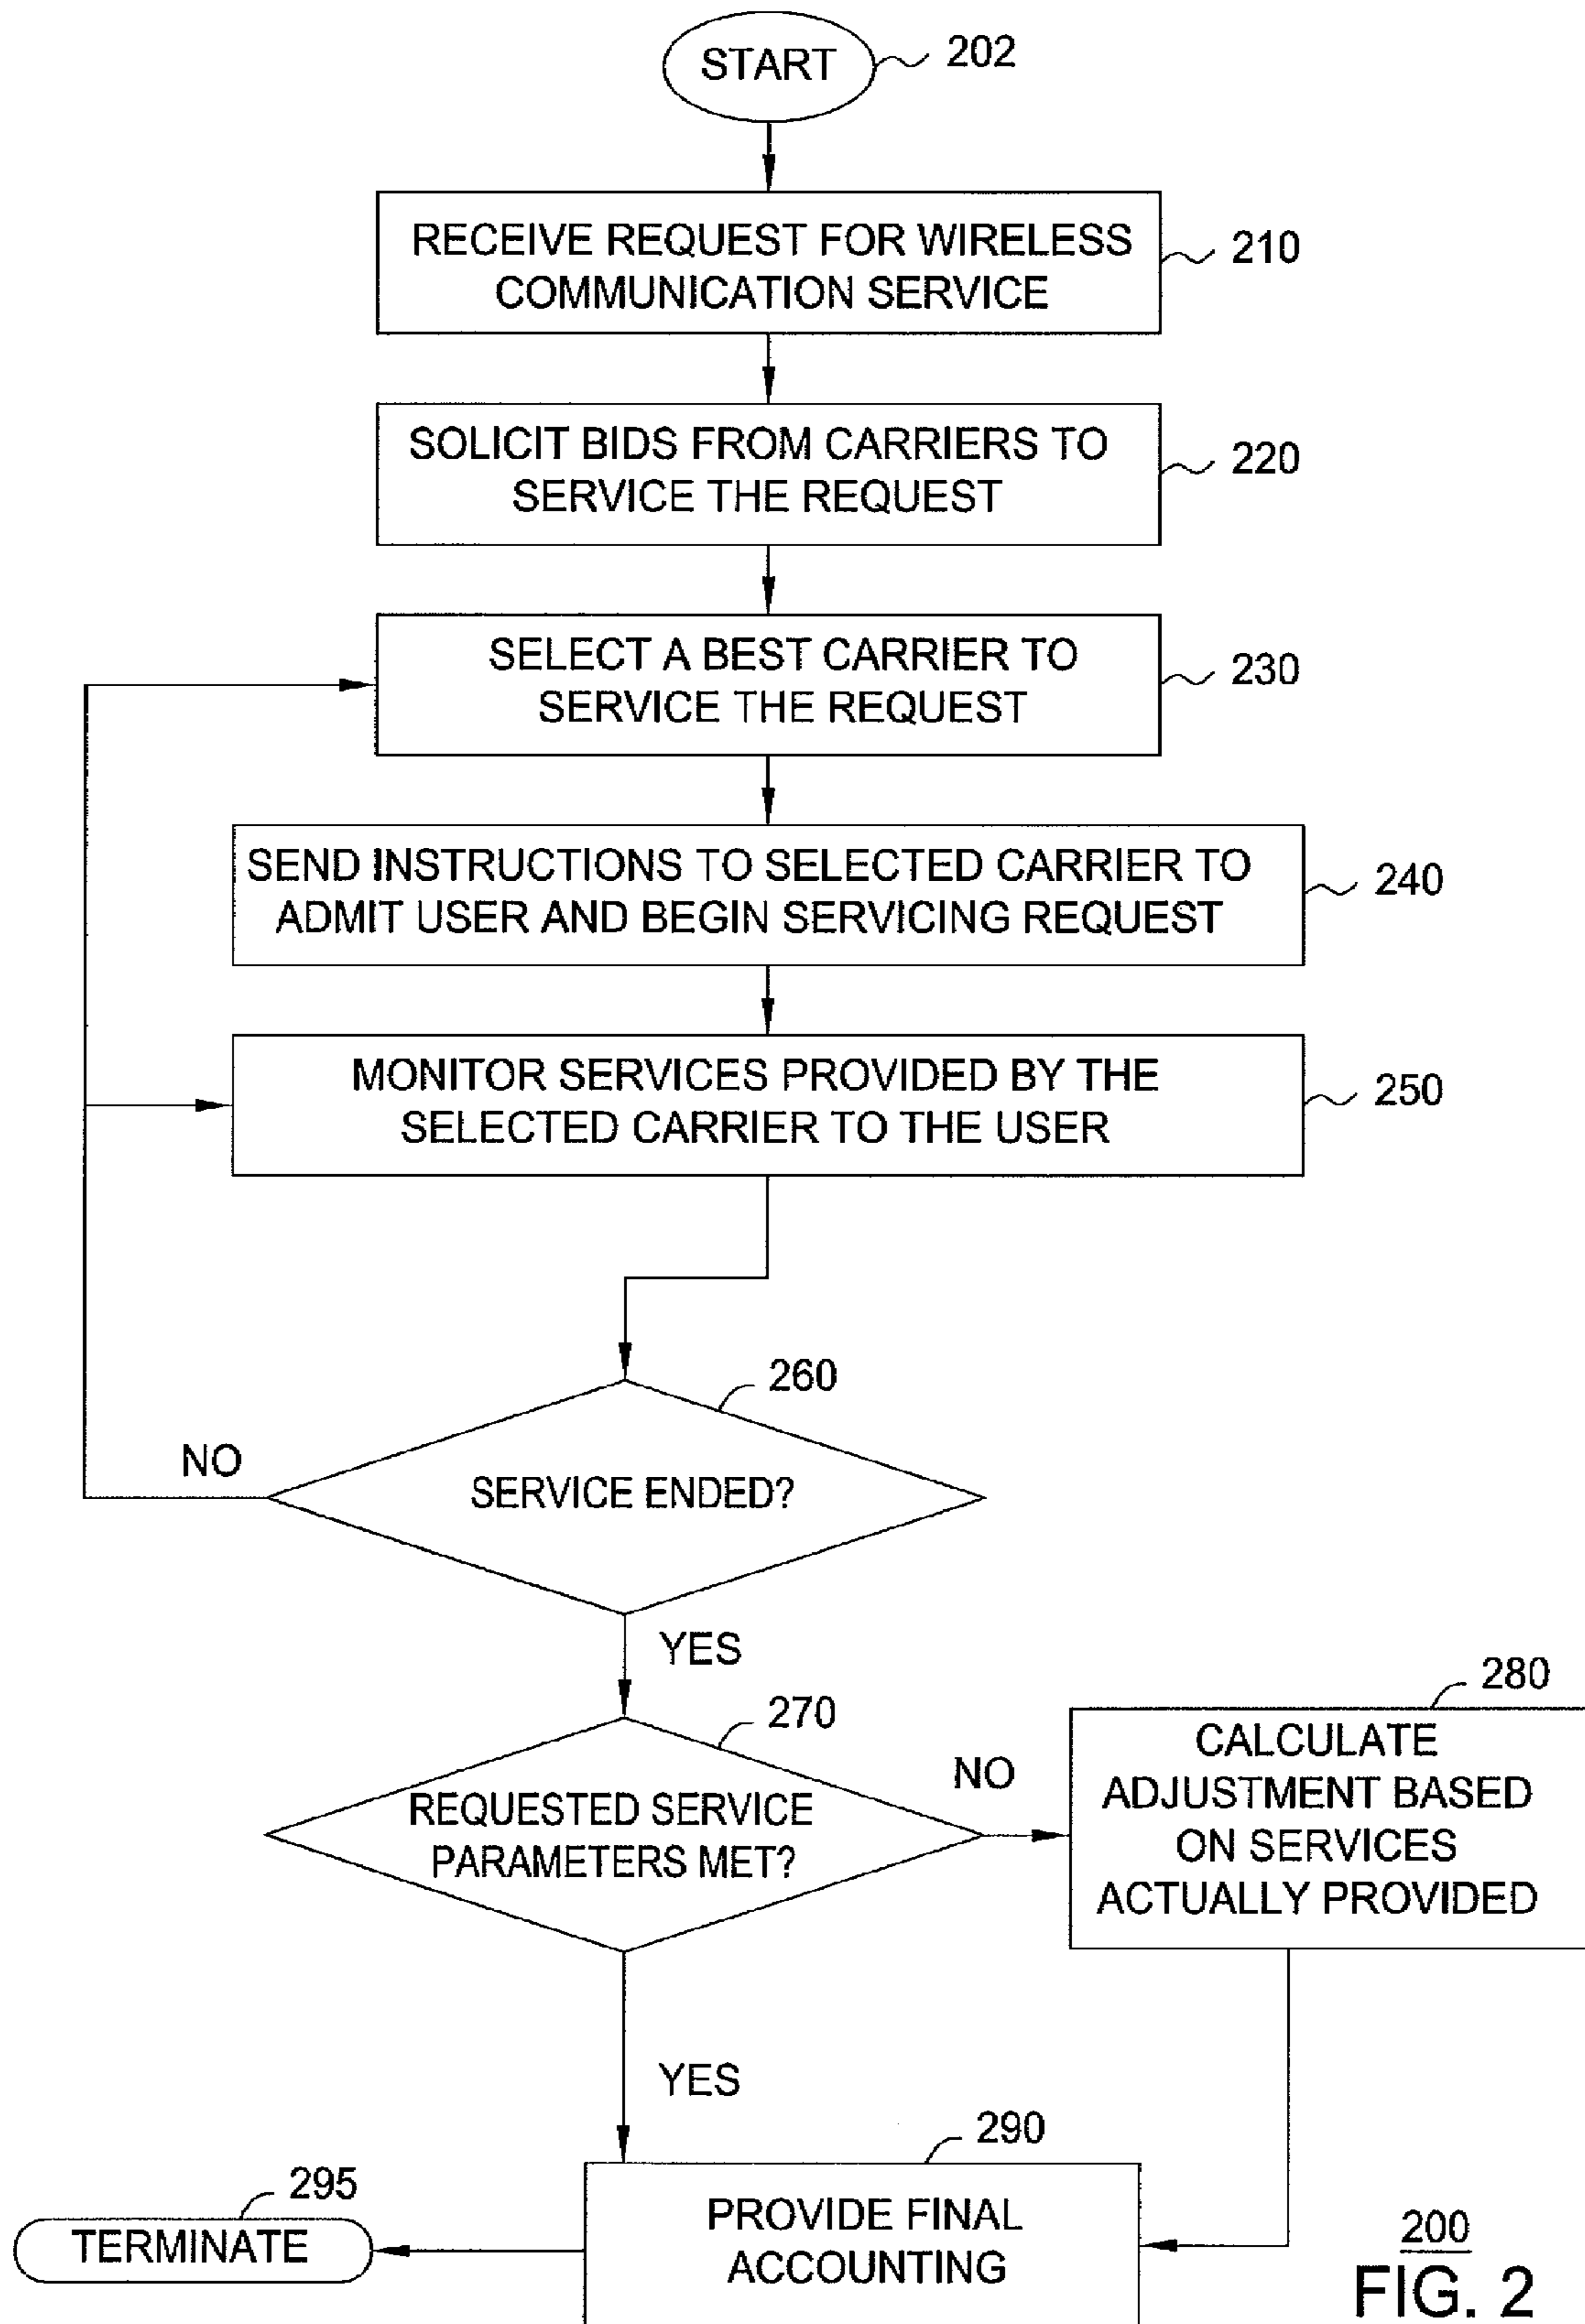 START
202
RECEIVE REQUEST FOR WIRELESS
COMMUNICATION SERVICE
210
SOLICIT BIDS FROM CARRIERS TO
SERVICE THE REQUEST
220
SELECT A BEST CARRIER TO
SERVICE THE REQUEST
230
SEND INSTRUCTIONS TO SELECTED CARRIER TO
ADMIT USER AND BEGIN SERVICING REQUEST
240
MONITOR SERVICES PROVIDED BY THE
SELECTED CARRIER TO THE USER
250
260
NO
SERVICE ENDED?
YES
270
REQUESTED SERVICE
PARAMETERS MET?
NO
280
CALCULATE
ADJUSTMENT BASED
ON SERVICES
ACTUALLY PROVIDED
YES
290
PROVIDE FINAL
ACCOUNTING
295
TERMINATE
200
FIG. 2